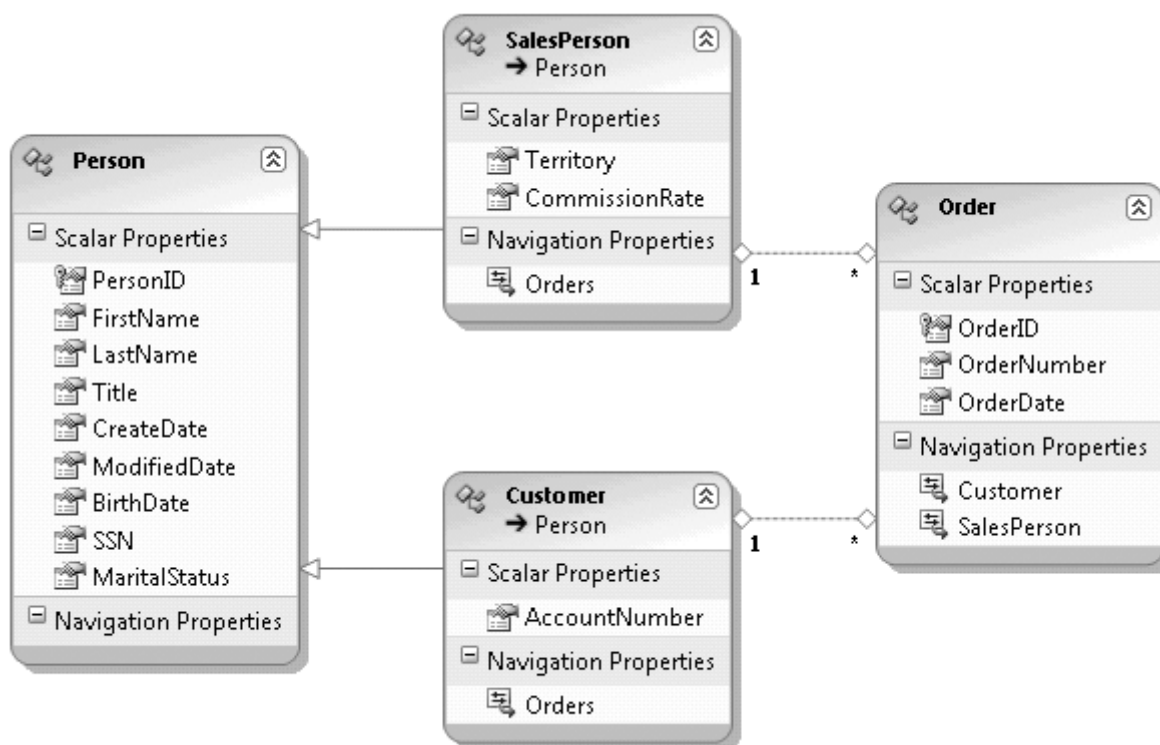 Person
Scalar Properties
PersonID
FirstName
LastName
Title
CreateDate
ModifiedDate
BirthDate
SSN
MaritalStatus
Navigation Properties
SalesPerson
Person
Scalar Properties
Territory
CommissionRate
Navigation Properties
Orders
1 *
Customer
Person
Scalar Properties
AccountNumber
Navigation Properties
Orders
1 *
Order
Scalar Properties
OrderID
OrderNumber
OrderDate
Navigation Properties
Customer
SalesPerson